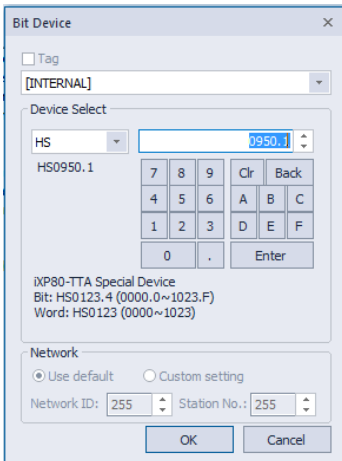 Bit Device
Tag
[INTERNAL]
Device Select
HS
0950.1
HS0950.1
7 8 9 Clr Back
4 5 6 A B C
1 2 3 D E F
0 . Enter
iXP80-TTA Special Device
Bit: HS0123.4 (0000.0~1023.F)
Word: HS0123 (0000~1023)
Network
Use default Custom setting
Network ID: 255 Station No.: 255
OK Cancel